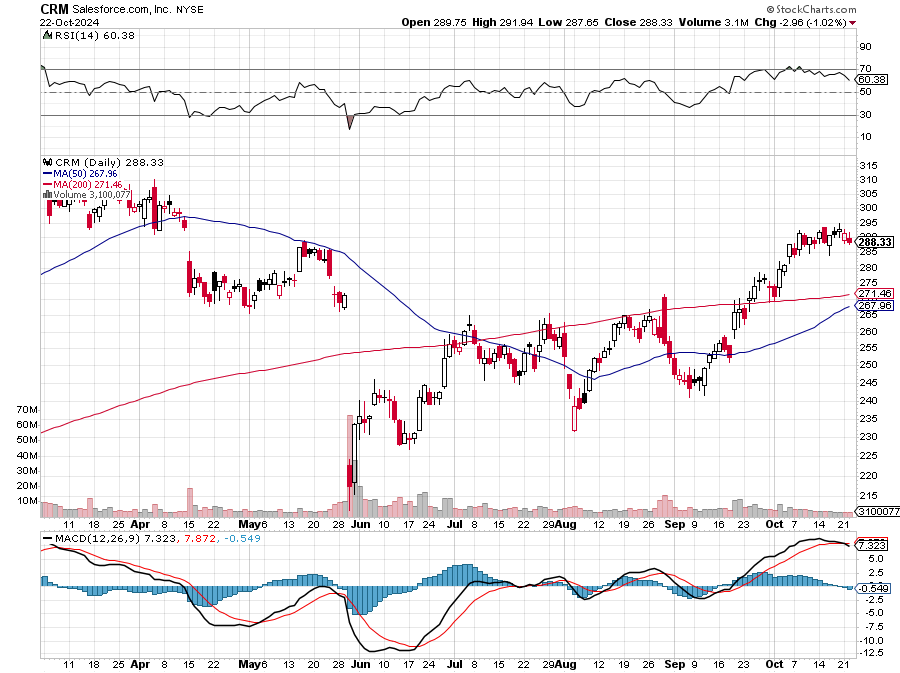 CRM Salesforce.com, Inc. NYSE © StockCharts.com
22-Oct-2024 Open 289.75 High 291.94 Low 287.65 Close 288.33 Volume 3.1M Chg -2.96 (-1.02%)
RSI(14) 60.38
90
70
60.38
50
30
10
CRM (Daily) 288.33
MA(50) 267.96
MA(200) 271.46
Volume 3,100,077
315
310
305
300
295
288.33
285
280
275
271.46
267.96
265
260
255
250
245
240
235
230
225
220
215
70M
60M
50M
40M
30M
20M
10M
3100077
11 18 25 Apr 8 15 22 May 6 13 20 28 Jun 10 17 24 Jul 8 15 22 29 Aug 12 19 26 Sep 9 16 23 Oct 7 14 21
MACD(12,26,9) 7.323, 7.872, -0.549
7.323
5.0
2.5
-0.549
-2.5
-5.0
-7.5
-10.0
-12.5
11 18 25 Apr 8 15 22 May 6 13 20 28 Jun 10 17 24 Jul 8 15 22 29 Aug 12 19 26 Sep 9 16 23 Oct 7 14 21